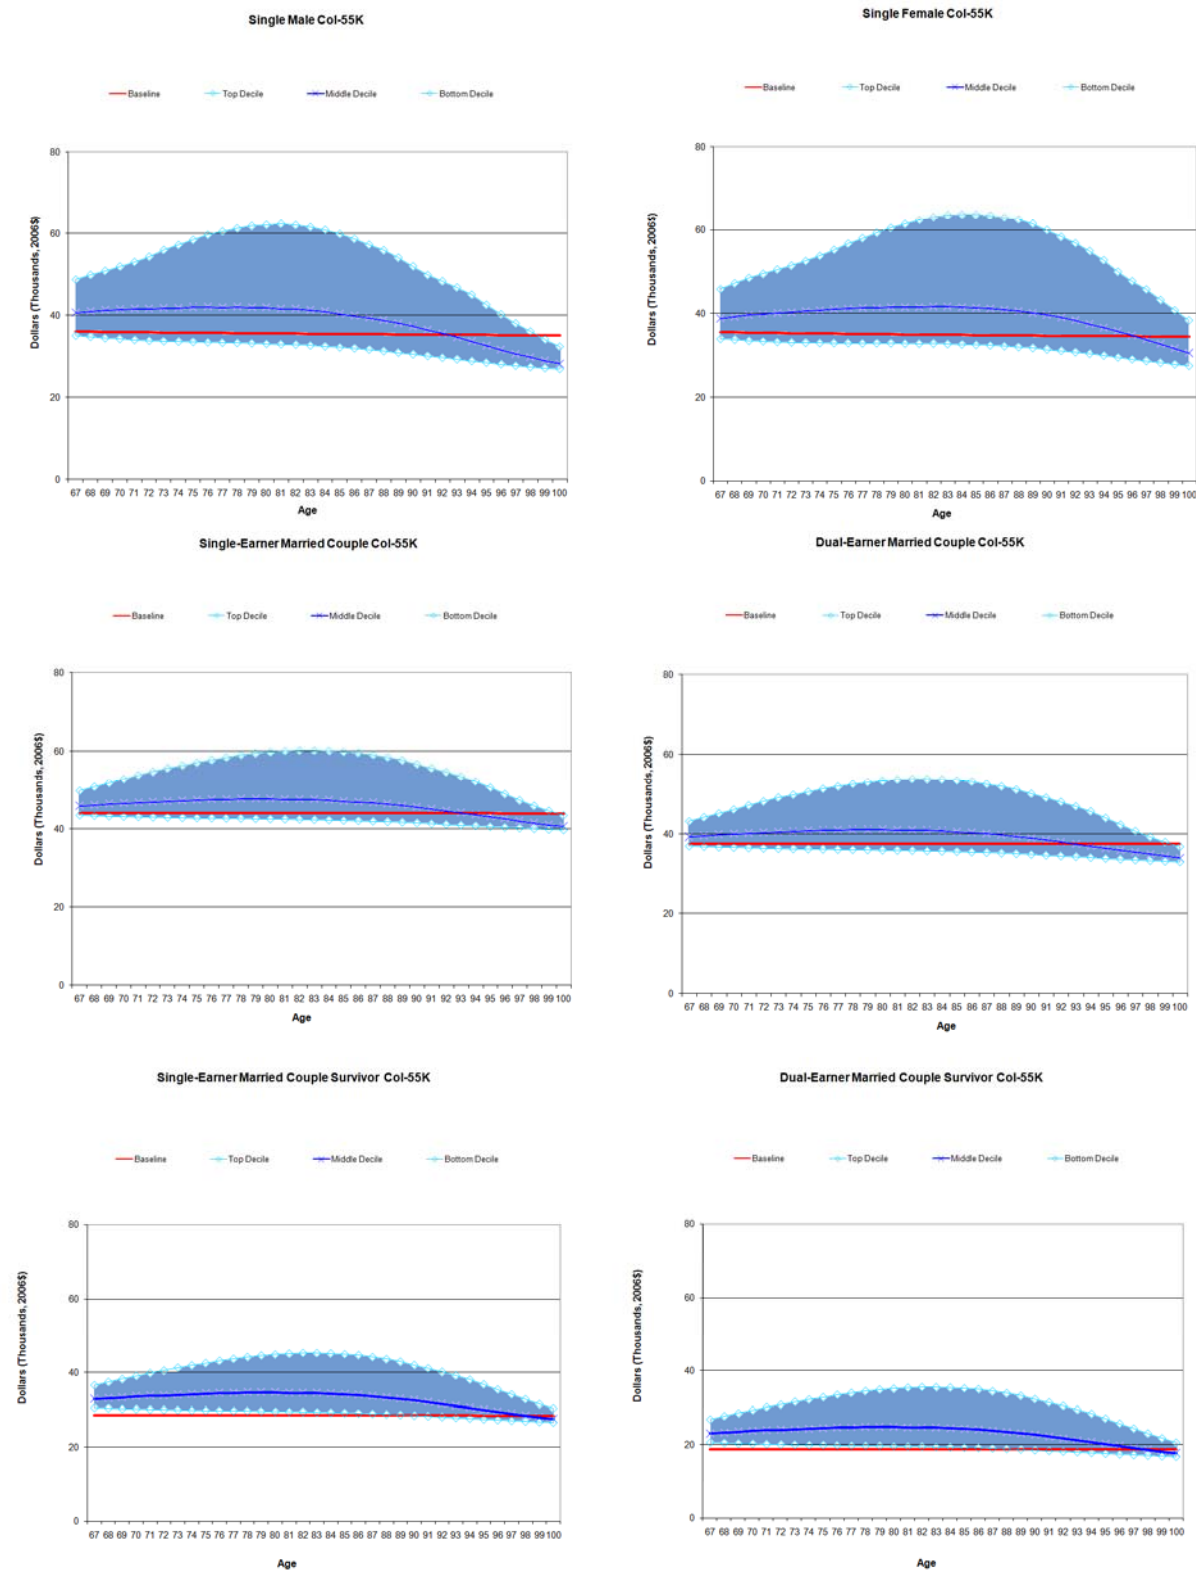 Single Male Col-55K
Baseline Top Decile Middle Decile Bottom Decile
Dollars (Thousands, 2006$)
80
60
40
20
0
67 68 69 70 71 72 73 74 75 76 77 78 79 80 81 82 83 84 85 86 87 88 89 90 91 92 93 94 95 96 97 98 99 100
Age
Single Female Col-55K
Baseline Top Decile Middle Decile Bottom Decile
Dollars (Thousands, 2006$)
80
60
40
20
0
67 68 69 70 71 72 73 74 75 76 77 78 79 80 81 82 83 84 85 86 87 88 89 90 91 92 93 94 95 96 97 98 99 100
Age
Single-Earner Married Couple Col-55K
Baseline Top Decile Middle Decile Bottom Decile
Dollars (Thousands, 2006$)
80
60
40
20
0
67 68 69 70 71 72 73 74 75 76 77 78 79 80 81 82 83 84 85 86 87 88 89 90 91 92 93 94 95 96 97 98 99 100
Age
Dual-Earner Married Couple Col-55K
Baseline Top Decile Middle Decile Bottom Decile
Dollars (Thousands, 2006$)
80
60
40
20
0
67 68 69 70 71 72 73 74 75 76 77 78 79 80 81 82 83 84 85 86 87 88 89 90 91 92 93 94 95 96 97 98 99 100
Age
Single-Earner Married Couple Survivor Col-55K
Baseline Top Decile Middle Decile Bottom Decile
Dollars (Thousands, 2006$)
80
60
40
20
0
67 68 69 70 71 72 73 74 75 76 77 78 79 80 81 82 83 84 85 86 87 88 89 90 91 92 93 94 95 96 97 98 99 100
Age
Dual-Earner Married Couple Survivor Col-55K
Baseline Top Decile Middle Decile Bottom Decile
Dollars (Thousands, 2006$)
80
60
40
20
0
67 68 69 70 71 72 73 74 75 76 77 78 79 80 81 82 83 84 85 86 87 88 89 90 91 92 93 94 95 96 97 98 99 100
Age